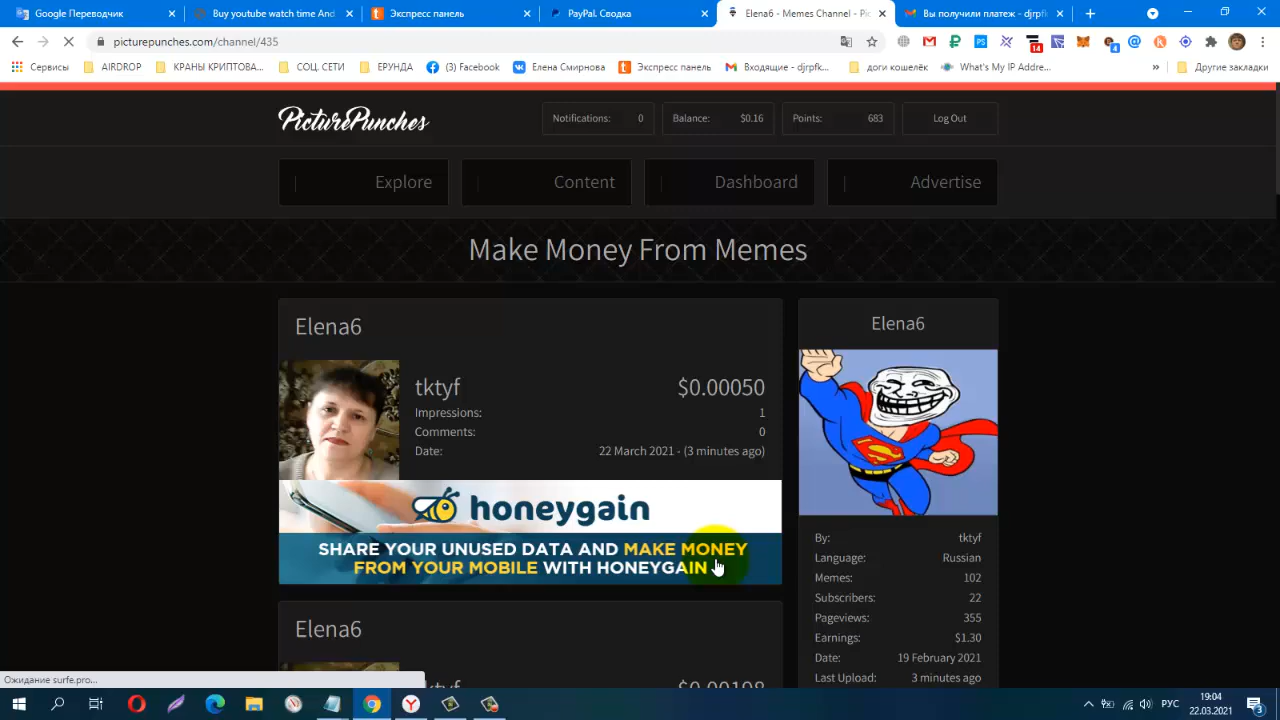 Google Переводчик
Buy youtube watch time And
Экспресс панель
PayPal. Сводка
Elena6 - Memes Channel - Pic
Вы получили платеж - djrpfk
picturepunches.com/channel/435
14
4
Сервисы
AIRDROP
КРАНЫ КРИПТОВА...
СОЦ. СЕТИ
ЕРУНДА
(3) Facebook
Елена Смирнова
Экспресс панель
Входящие - djrpfk...
доги кошелёк
What's My IP Addre...
»
Другие закладки
PicturePunches
Notifications: 0
Balance: $0.16
Points: 683
Log Out
Explore
Content
Dashboard
Advertise
Make Money From Memes
Elena6
tktyf $0.00050
Impressions: 1
Comments: 0
Date: 22 March 2021 - (3 minutes ago)
honeygain
SHARE YOUR UNUSED DATA AND MAKE MONEY
FROM YOUR MOBILE WITH HONEYGAIN
Elena6
tktyf $0.00198
Elena6
By: tktyf
Language: Russian
Memes: 102
Subscribers: 22
Pageviews: 355
Earnings: $1.30
Date: 19 February 2021
Last Upload: 3 minutes ago
Ожидание surfe.pro...
РУС
19:04
22.03.2021
3